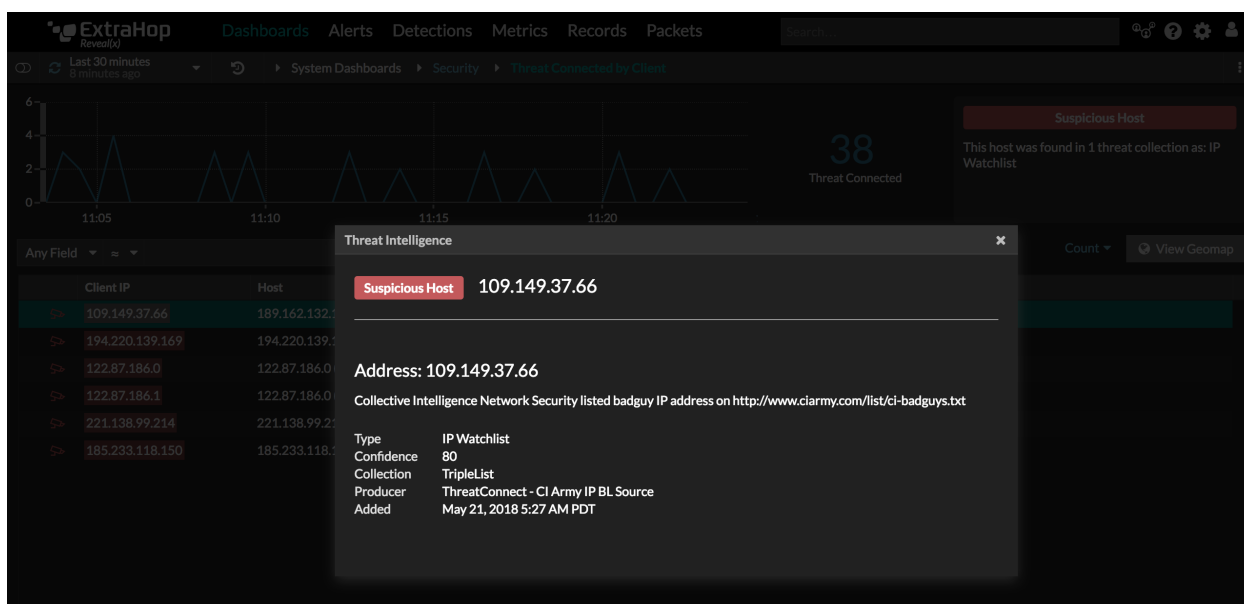 ExtraHop
Reveal(x)
Dashboards Alerts Detections Metrics Records Packets
Search...
Last 30 minutes
8 minutes ago
System Dashboards Security Threat Connected by Client
6
4
2
0
11:05 11:10 11:15 11:20
38
Threat Connected
Suspicious Host
This host was found in 1 threat collection as: IP
Watchlist
Any Field ≈
Count
View Geomap
Client IP Host
109.149.37.66 189.162.132.
194.220.139.169 194.220.139.
122.87.186.0 122.87.186.0
122.87.186.1 122.87.186.0
221.138.99.214 221.138.99.
185.233.118.150 185.233.118.
Threat Intelligence
Suspicious Host 109.149.37.66
Address: 109.149.37.66
Collective Intelligence Network Security listed badguy IP address on http://www.ciarmy.com/list/ci-badguys.txt
Type IP Watchlist
Confidence 80
Collection TripleList
Producer ThreatConnect - CI Army IP BL Source
Added May 21, 2018 5:27 AM PDT